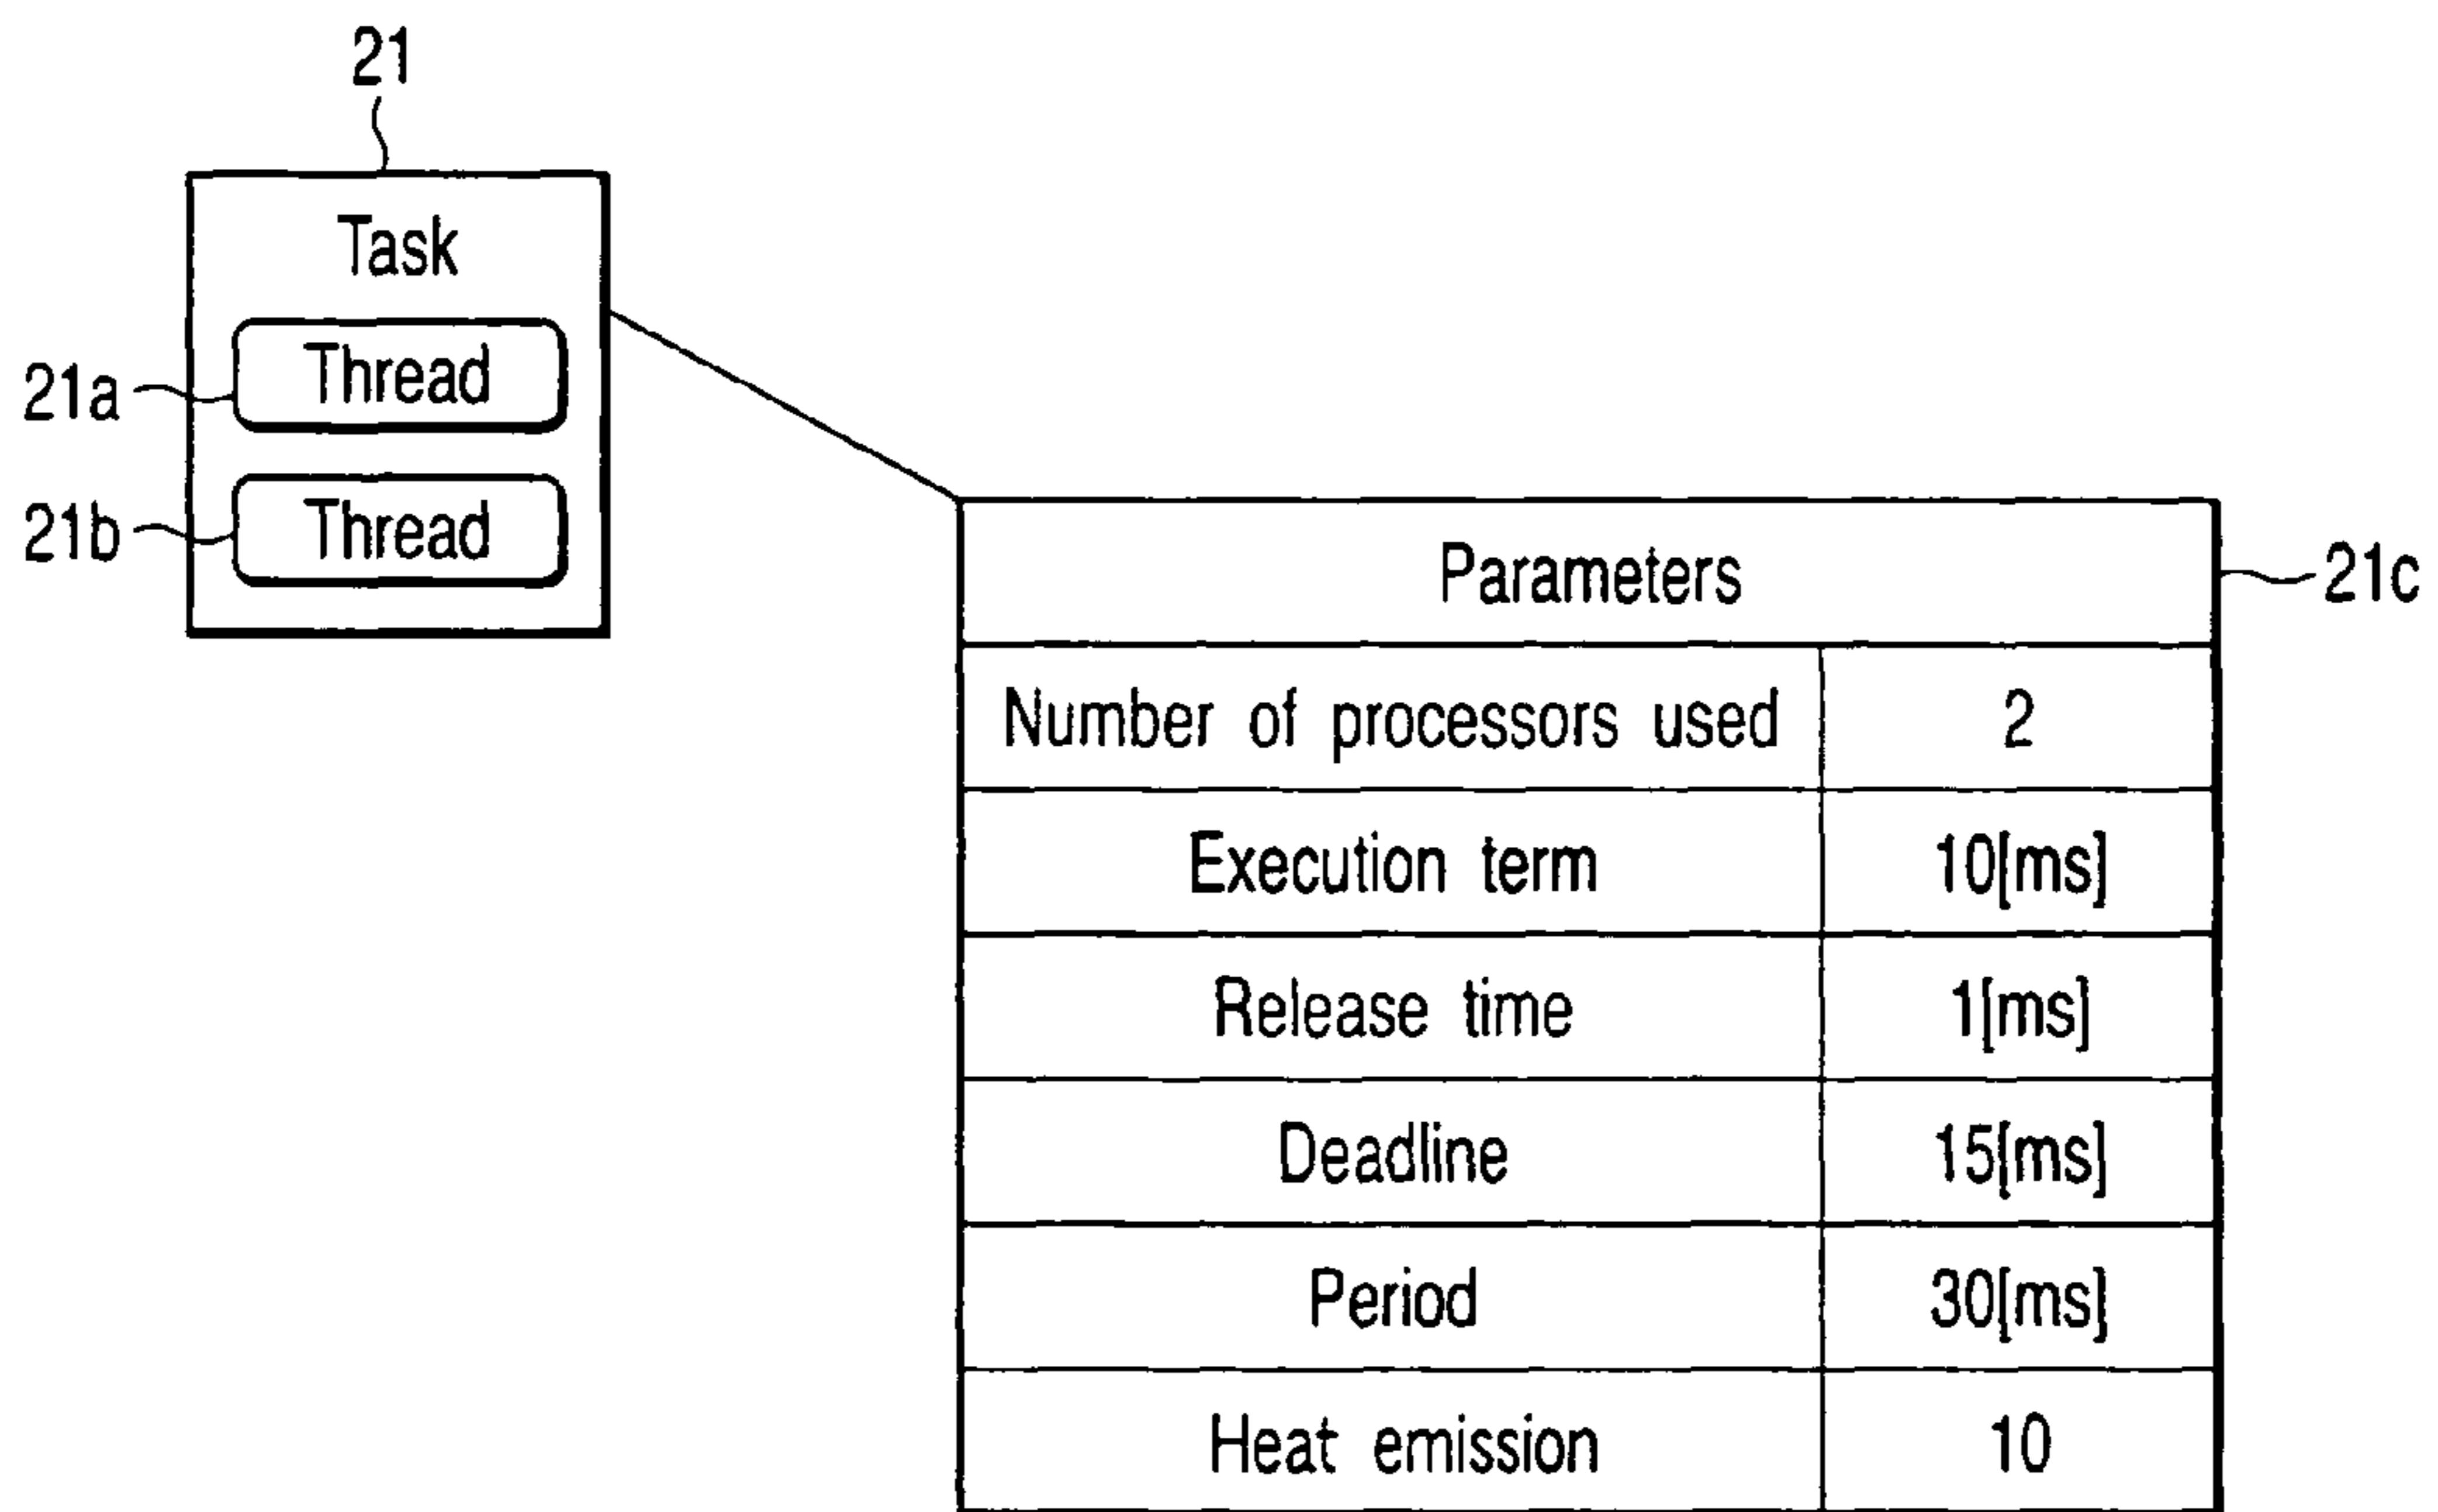 21
Task
21a
Thread
21b
Thread
Parameters
21c
Number of processors used 2
Execution term 10[ms]
Release time 1[ms]
Deadline 15[ms]
Period 30[ms]
Heat emission 10